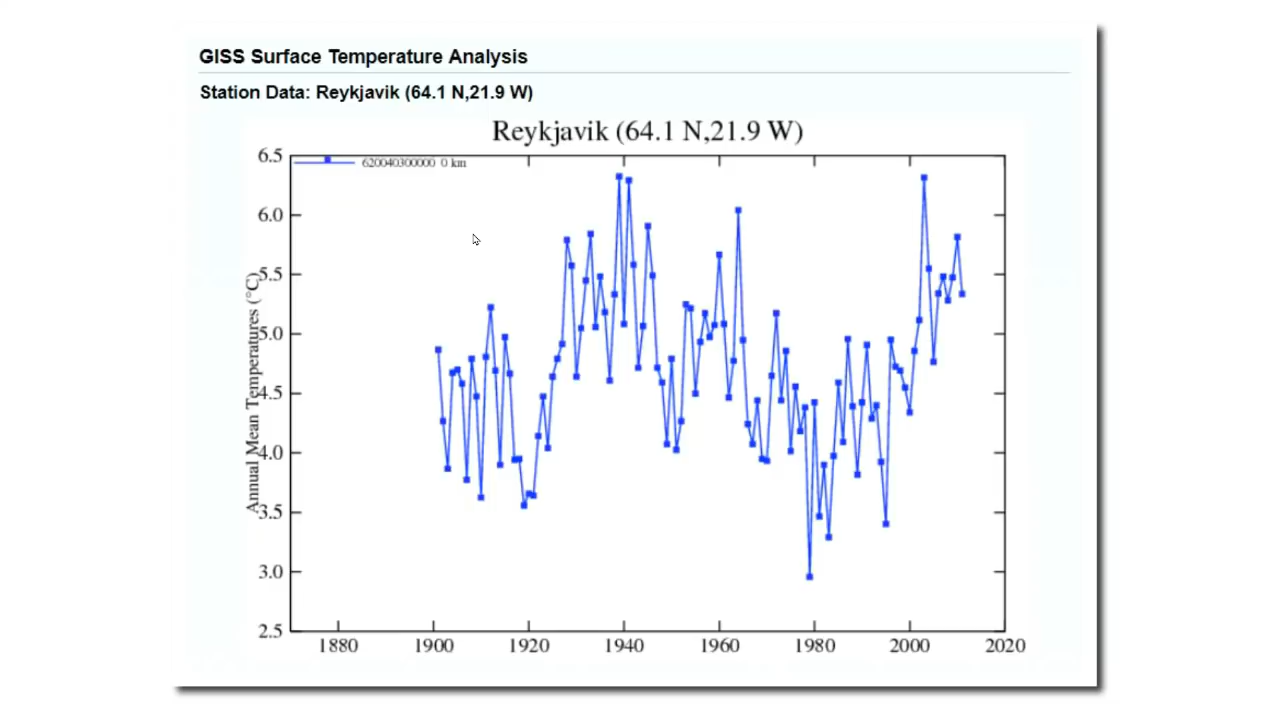 GISS Surface Temperature Analysis
Station Data: Reykjavik (64.1 N,21.9 W)
Reykjavik (64.1 N,21.9 W)
620040300000 0 km
Annual Mean Temperatures (°C)
6.5
6.0
5.5
5.0
4.5
4.0
3.5
3.0
2.5
1880 1900 1920 1940 1960 1980 2000 2020